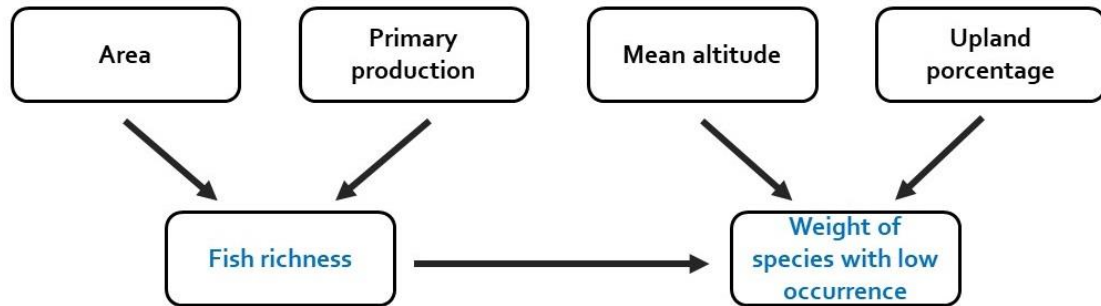 Area
Primary
production
Mean altitude
Upland
porcentage
Fish richness
Weight of
species with low
occurrence